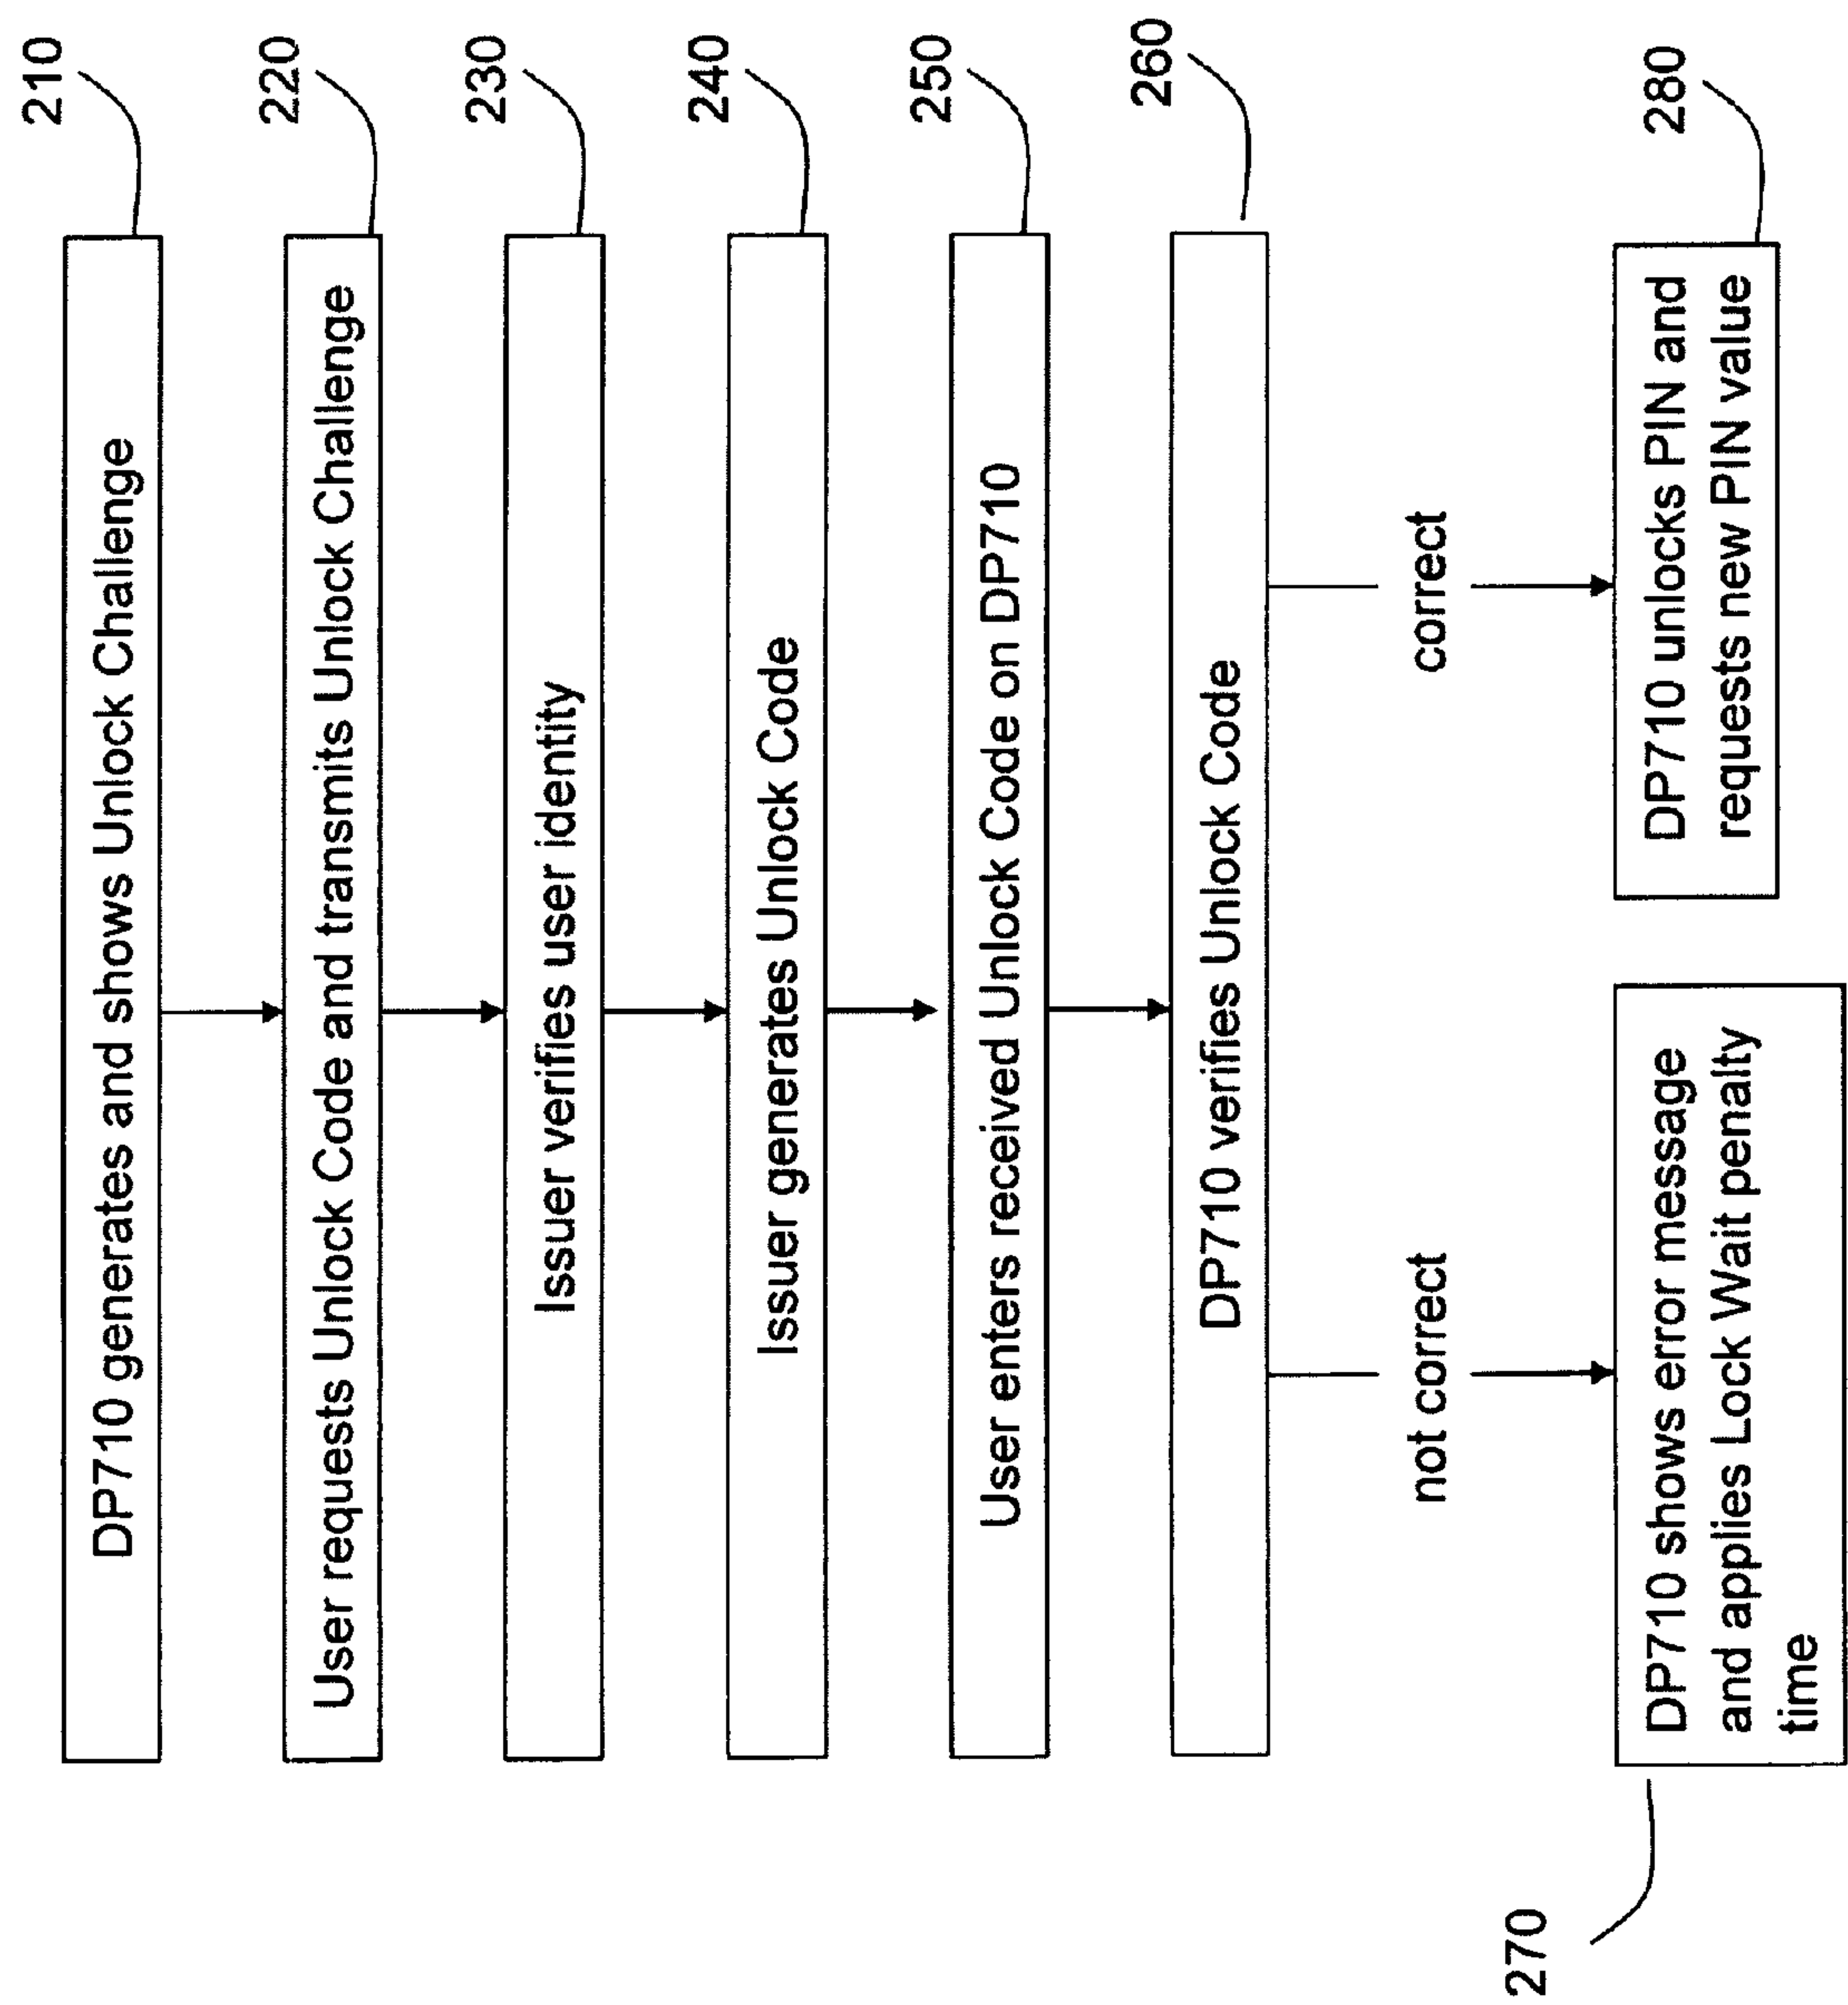 DP710 generates and shows Unlock Challenge
210
User requests Unlock Code and transmits Unlock Challenge
220
Issuer verifies user identity
230
Issuer generates Unlock Code
240
User enters received Unlock Code on DP710
250
DP710 verifies Unlock Code
260
not correct
correct
270
DP710 shows error message
and applies Lock Wait penalty
time
DP710 unlocks PIN and
requests new PIN value
280